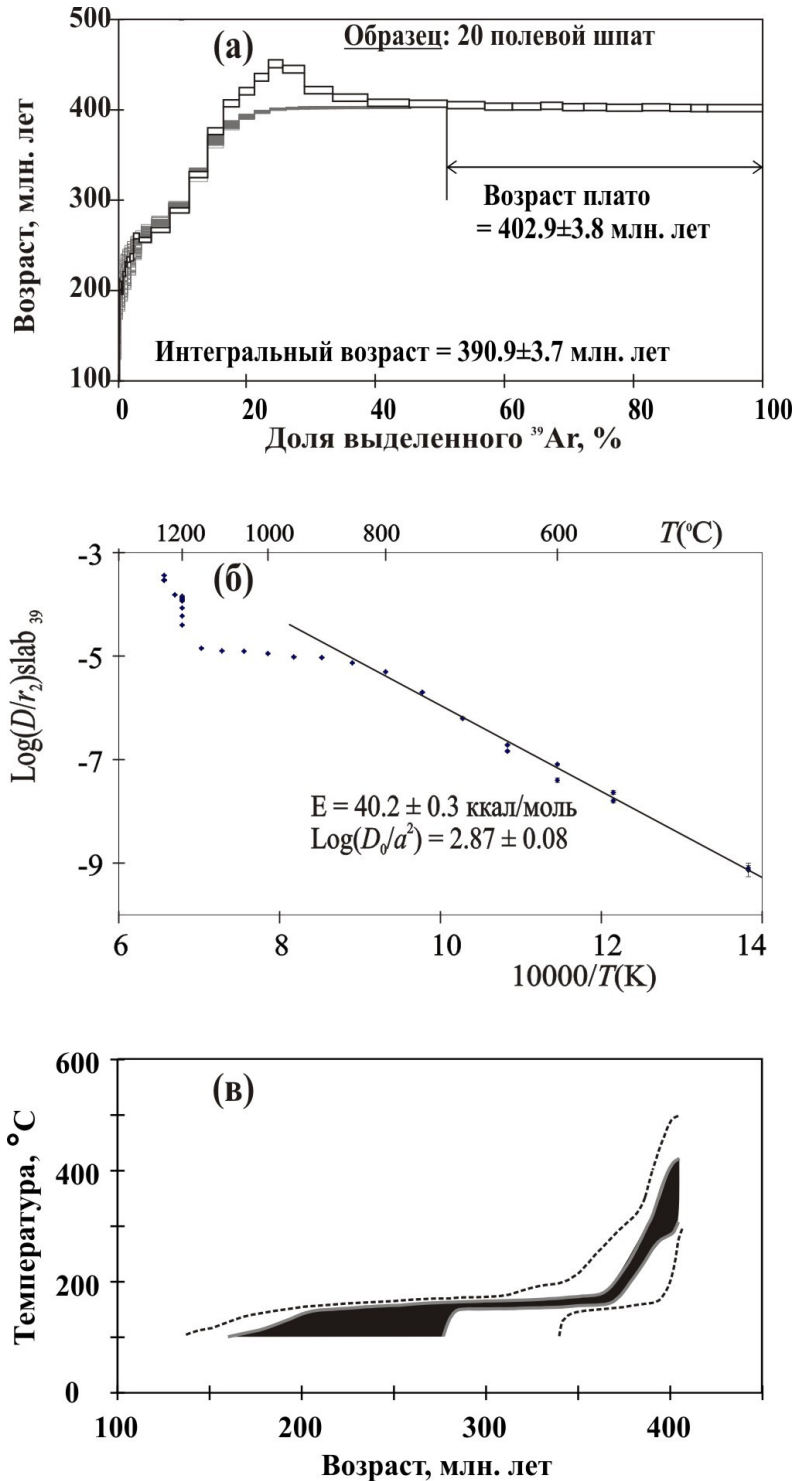 500
(а)
Образец: 20 полевой шпат
400
300
Возраст плато
= 402.9±3.8 млн. лет
200
Интегральный возраст = 390.9±3.7 млн. лет
100
Возраст, млн. лет
0 20 40 60 80 100
Доля выделенного ³⁹Ar, %
1200 1000 800 600 T(⁰C)
-3
(б)
-5
-7
-9
Log(D/r₂)slab ₃₉
E = 40.2 ± 0.3 ккал/моль
Log(D₀/a²) = 2.87 ± 0.08
6 8 10 12 14
10000/T(K)
600
(в)
400
200
0
Температура, °C
100 200 300 400
Возраст, млн. лет